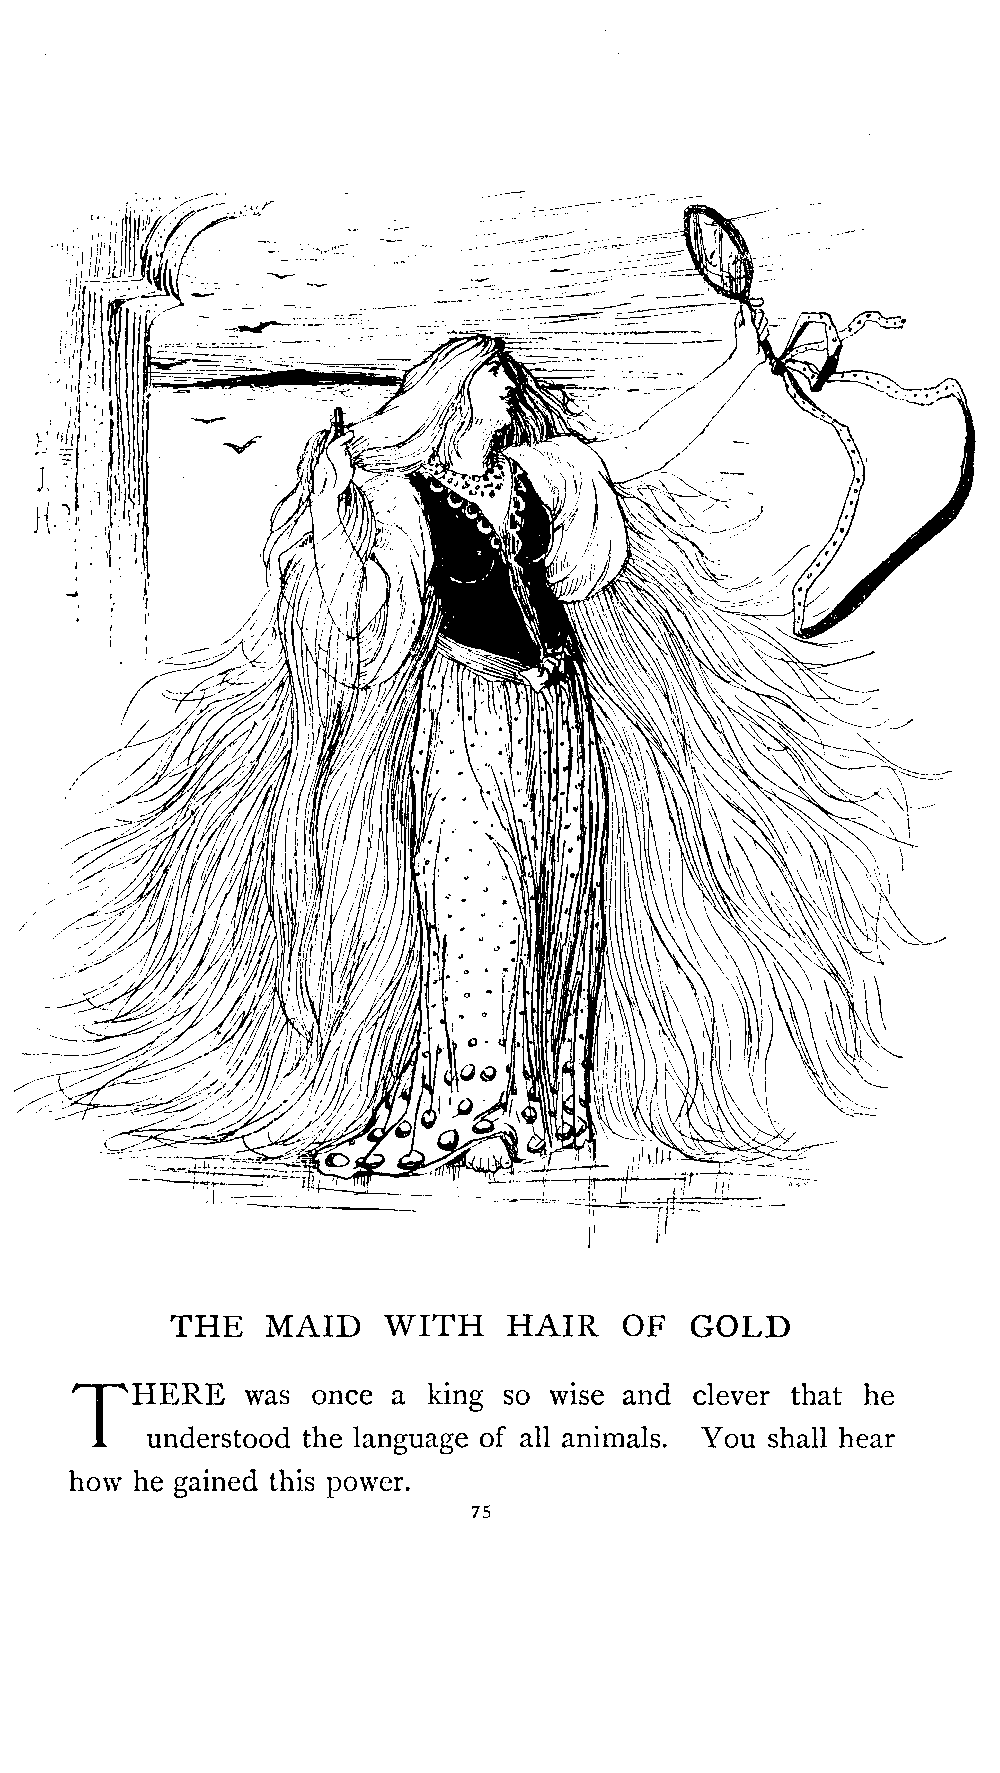 THE MAID WITH HAIR OF GOLD
THERE was once a king so wise and clever that he
understood the language of all animals. You shall hear
how he gained this power.
75